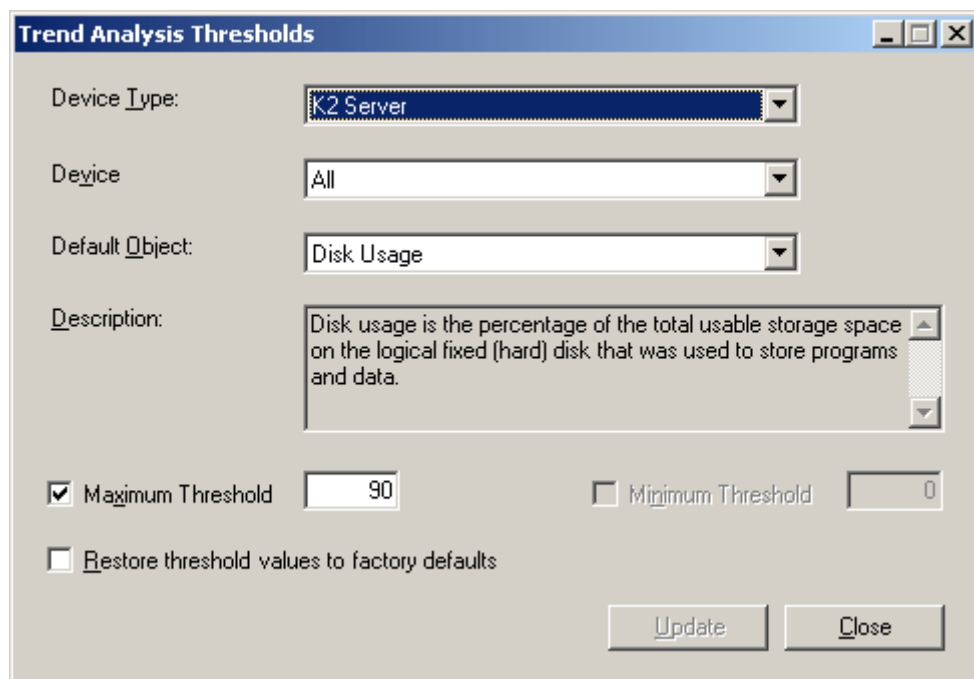 Trend Analysis Thresholds
Device Type:
K2 Server
Device
All
Default Object:
Disk Usage
Description:
Disk usage is the percentage of the total usable storage space
on the logical fixed (hard) disk that was used to store programs
and data.
Maximum Threshold
90
Minimum Threshold
0
Restore threshold values to factory defaults
Update
Close